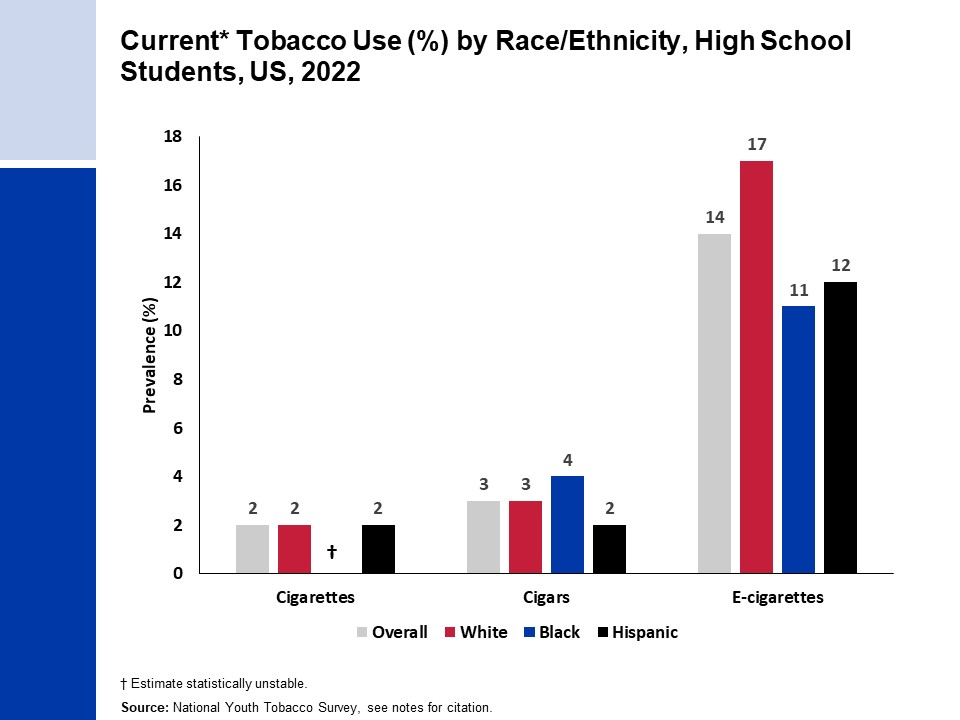 Current* Tobacco Use (%) by Race/Ethnicity, High School
Students, US, 2022
Prevalence (%)
18
16
14
12
10
8
6
4
2
0
2 2 † 2
3 3 4 2
14 17 11 12
Cigarettes Cigars E-cigarettes
Overall White Black Hispanic
† Estimate statistically unstable.
Source: National Youth Tobacco Survey, see notes for citation.